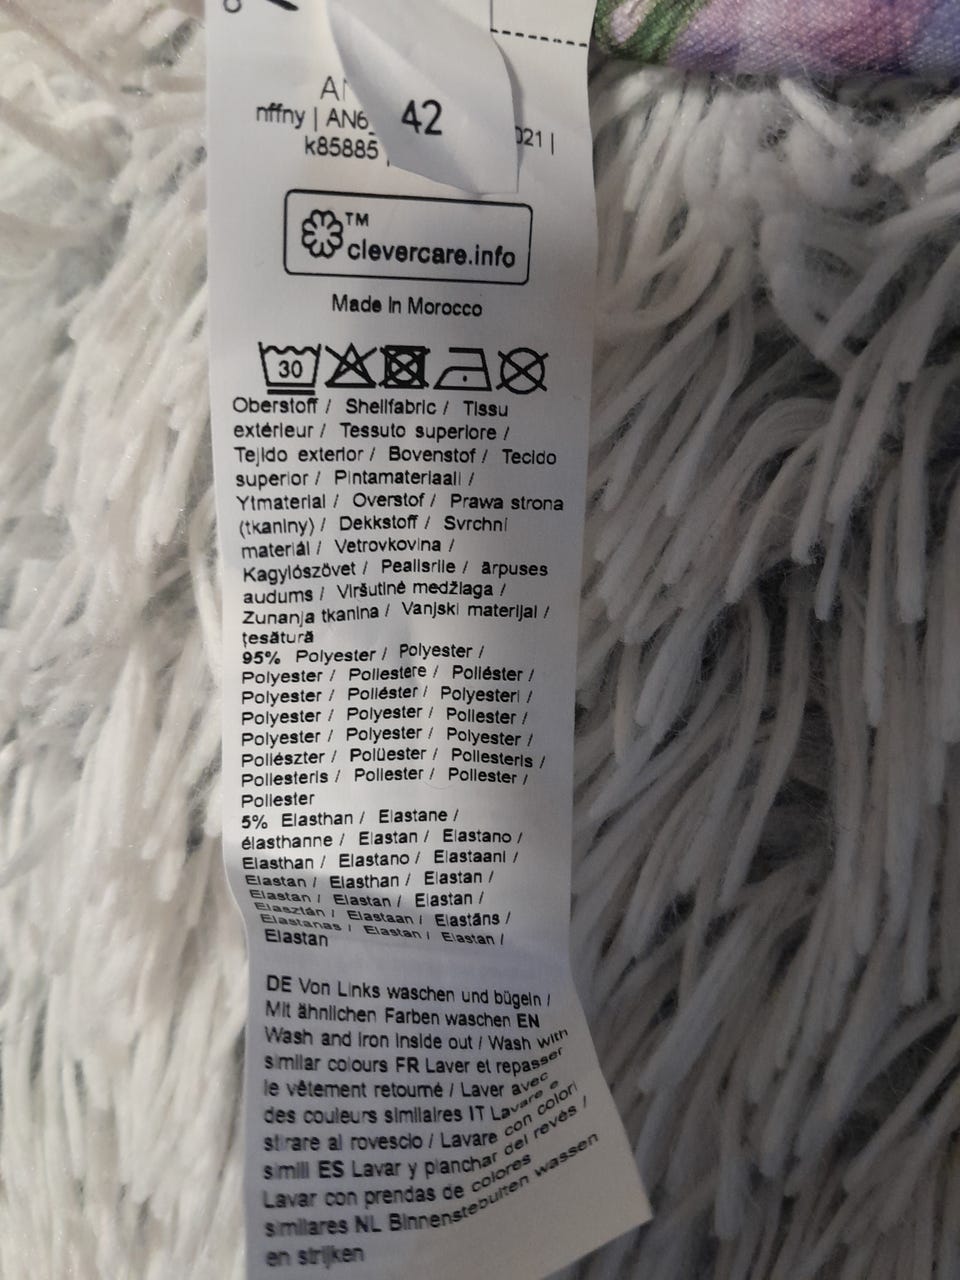 42
nffny | AN6 021 |
k85885
TM
clevercare.info
Made In Morocco
30
Oberstoff / Shellfabric / Tissu
extérieur / Tessuto superiore /
Tejido exterior / Bovenstof / Tecido
superior / Pintamateriaali /
Ytmaterial / Overstof / Prawa strona
(tkaniny) / Dekkstoff / Svrchní
materiál / Vetrovkovina /
Kagylószövet / Pealisriie / ārpuses
audums / Viršutinė medžiaga /
Zunanja tkanina / Vanjski materijal /
țesătură
95% Polyester / Polyester /
Polyester / Poliestere / Poliéster /
Polyester / Poliéster / Polyesteri /
Polyester / Polyester / Poliester /
Polyester / Polyester / Polyester /
Poliészter / Polüester / Poliesteris /
Poliesteris / Poliester / Poliester /
Poliester
5% Elasthan / Elastane /
élasthanne / Elastan / Elastano /
Elasthan / Elastano / Elastaani /
Elastan / Elasthan / Elastan /
Elastan / Elastan / Elastan /
Elasztán / Elastaan / Elastāns /
Elastanas / Elastan / Elastan /
Elastan
DE Von Links waschen und bügeln /
Mit ähnlichen Farben waschen EN
Wash and iron inside out / Wash with
similar colours FR Laver et repasser
le vêtement retourné / Laver avec
des couleurs similaires IT Lavare e
stirare al rovescio / Lavare con colori
simili ES Lavar y planchar del revés /
Lavar con prendas de colores
similares NL Binnenstebuiten wassen
en strijken